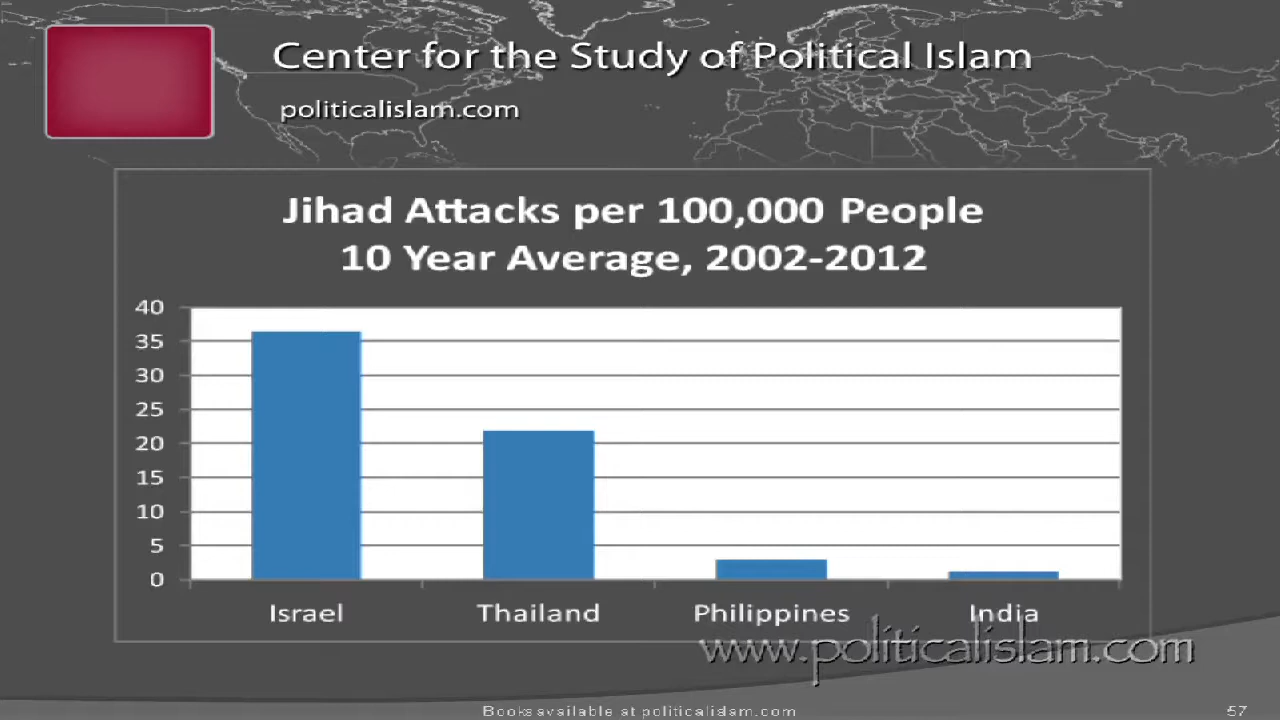 Center for the Study of Political Islam
politicalislam.com
Jihad Attacks per 100,000 People
10 Year Average, 2002-2012
40
35
30
25
20
15
10
5
0
Israel Thailand Philippines India
www.politicalislam.com
Books available at politicalislam.com 57